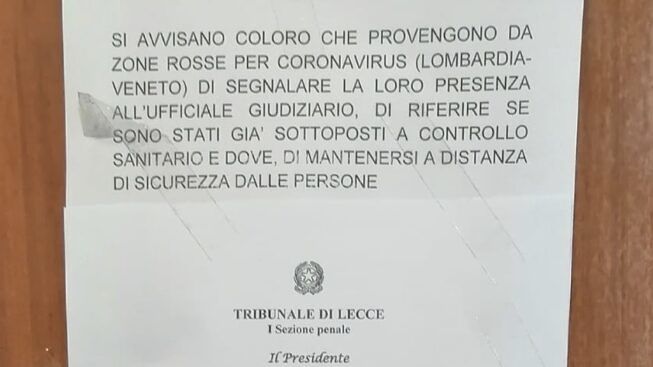 SI AVVISANO COLORO CHE PROVENGONO DA
ZONE ROSSE PER CORONAVIRUS (LOMBARDIA-
VENETO) DI SEGNALARE LA LORO PRESENZA
ALL'UFFICIALE GIUDIZIARIO, DI RIFERIRE SE
SONO STATI GIA' SOTTOPOSTI A CONTROLLO
SANITARIO E DOVE, DI MANTENERSI A DISTANZA
DI SICUREZZA DALLE PERSONE
TRIBUNALE DI LECCE
I Sezione penale
Il Presidente